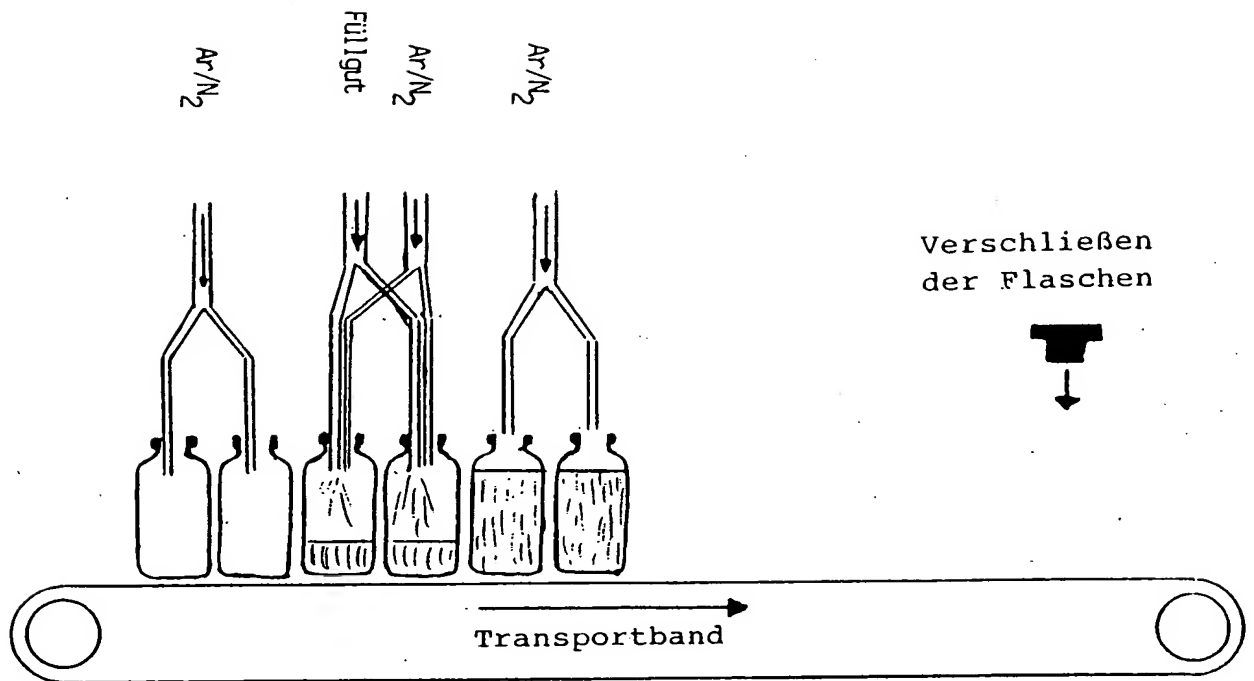 Ar/N2
Füllgut
Ar/N2
Ar/N2
Verschließen
der Flaschen
Transportband